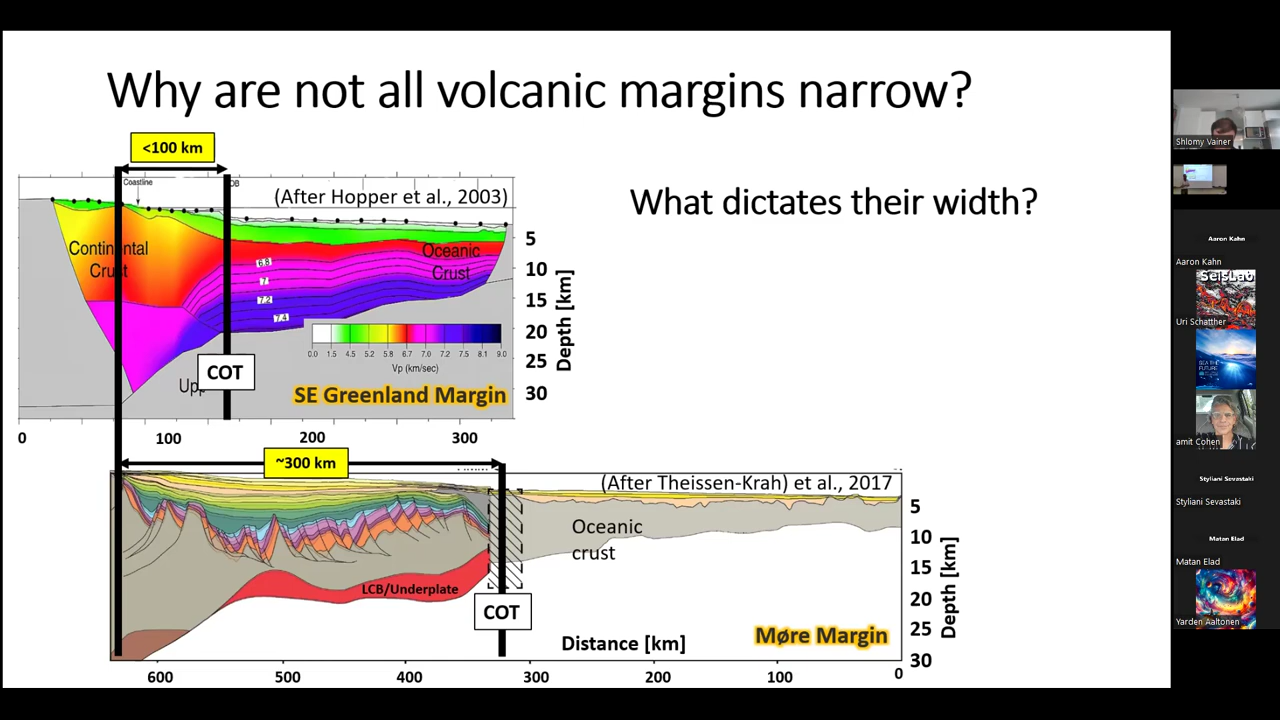 Why are not all volcanic margins narrow?
<100 km
Coastline
(After Hopper et al., 2003)
What dictates their width?
Continental
Crust
Oceanic
Crust
6.8
7
7.2
7.4
5
10
15
20
25
30
Depth [km]
0.0 1.5 4.5 5.2 5.8 6.7 7.0 7.2 7.5 8.1 9.0
Vp (km/sec)
COT
Upp
SE Greenland Margin
0 100 200 300
~300 km
(After Theissen-Krah) et al., 2017
Oceanic
crust
LCB/Underplate
COT
5
10
15
20
25
30
Depth [km]
Distance [km]
Møre Margin
600 500 400 300 200 100 0
Shlomy Vainer
Aaron Kahn
Aaron Kahn
SeisLab
Uri Schattner
SEA THE
FUTURE
amit Cohen
Styliani Sevastaki
Styliani Sevastaki
Matan Elad
Matan Elad
Yarden Aaltonen